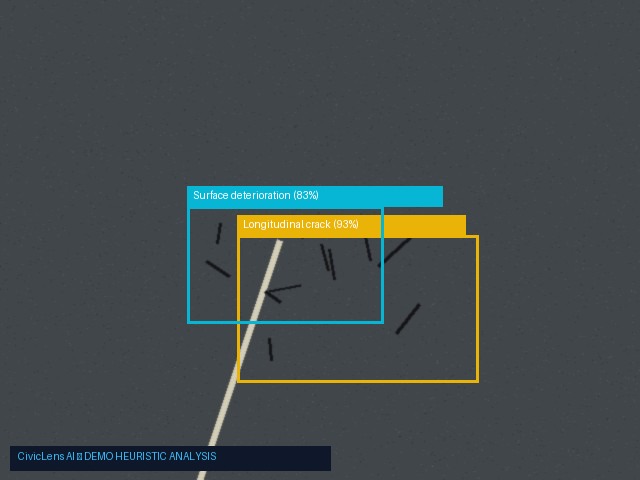 Surface deterioration (83%)
Longitudinal crack (93%)
CivicLens AI □ DEMO HEURISTIC ANALYSIS